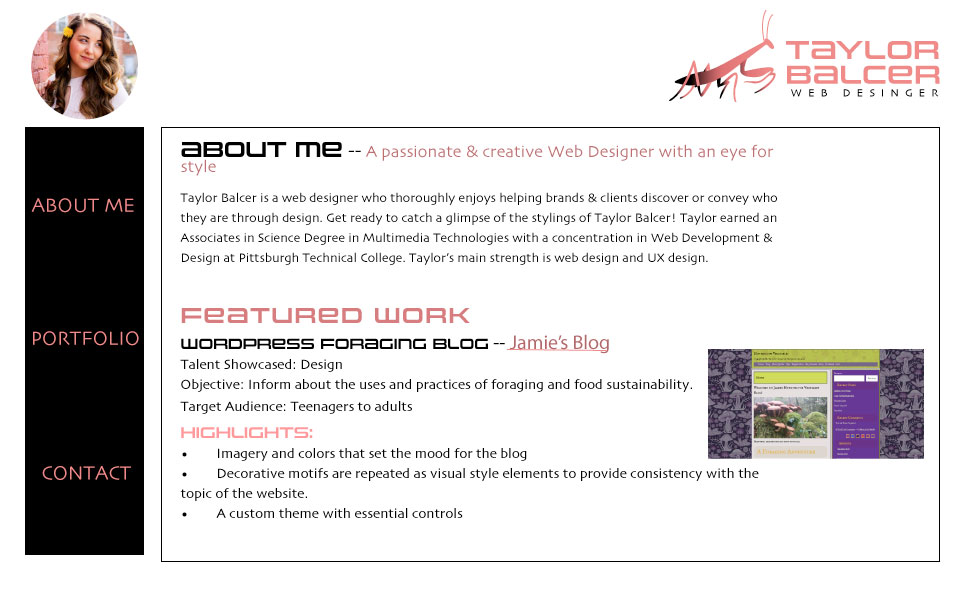 TAYLOR
BALCER
WEB DESINGER
ABOUT ME
PORTFOLIO
CONTACT
ABOUT ME -- A passionate & creative Web Designer with an eye for
style
Taylor Balcer is a web designer who thoroughly enjoys helping brands & clients discover or convey who
they are through design. Get ready to catch a glimpse of the stylings of Taylor Balcer! Taylor earned an
Associates in Science Degree in Multimedia Technologies with a concentration in Web Development &
Design at Pittsburgh Technical College. Taylor's main strength is web design and UX design.
FEATURED WORK
WORDPRESS FORAGING BLOG -- Jamie's Blog
Talent Showcased: Design
Objective: Inform about the uses and practices of foraging and food sustainability.
Target Audience: Teenagers to adults
HIGHLIGHTS:
• Imagery and colors that set the mood for the blog
• Decorative motifs are repeated as visual style elements to provide consistency with the
topic of the website.
• A custom theme with essential controls